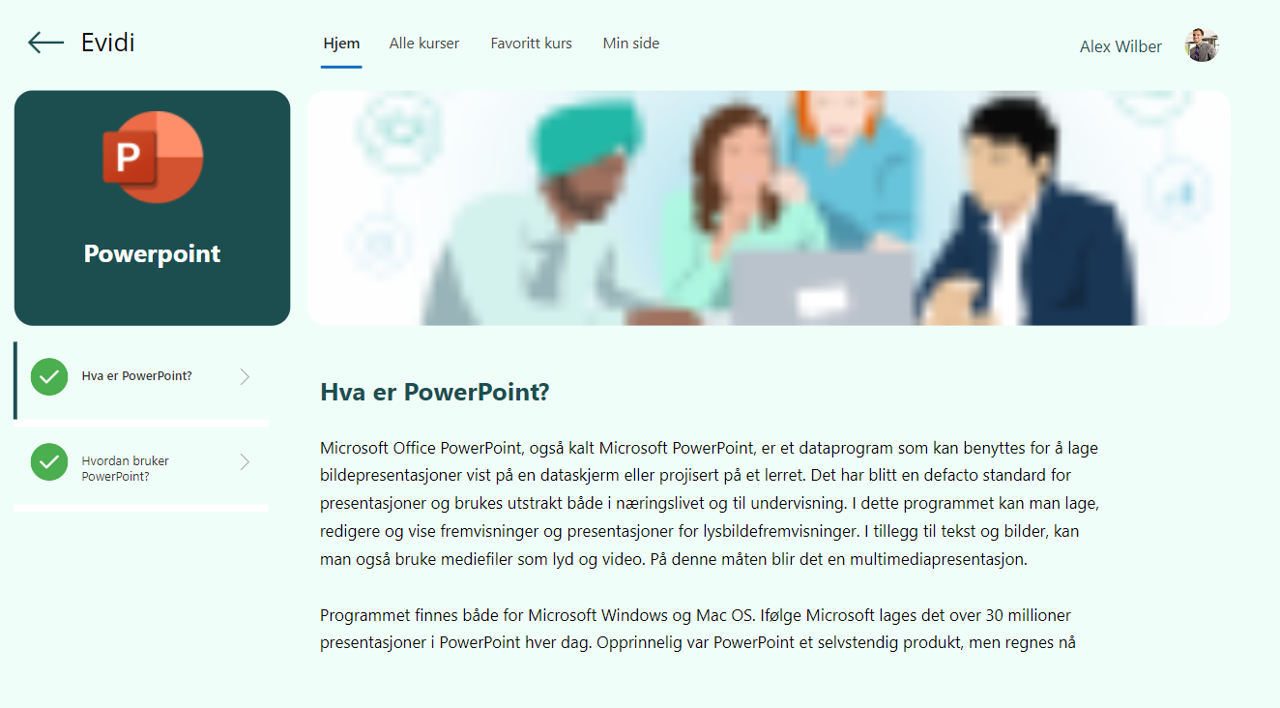 Evidi
Hjem
Alle kurser
Favoritt kurs
Min side
Alex Wilber
P
Powerpoint
Hva er PowerPoint?
Hvordan bruker
PowerPoint?
Hva er PowerPoint?
Microsoft Office PowerPoint, også kalt Microsoft PowerPoint, er et dataprogram som kan benyttes for å lage
bildepresentasjoner vist på en dataskjerm eller projisert på et lerret. Det har blitt en defacto standard for
presentasjoner og brukes utstrakt både i næringslivet og til undervisning. I dette programmet kan man lage,
redigere og vise fremvisninger og presentasjoner for lysbildefremvisninger. I tillegg til tekst og bilder, kan
man også bruke mediefiler som lyd og video. På denne måten blir det en multimediapresentasjon.
Programmet finnes både for Microsoft Windows og Mac OS. Ifølge Microsoft lages det over 30 millioner
presentasjoner i PowerPoint hver dag. Opprinnelig var PowerPoint et selvstendig produkt, men regnes nå